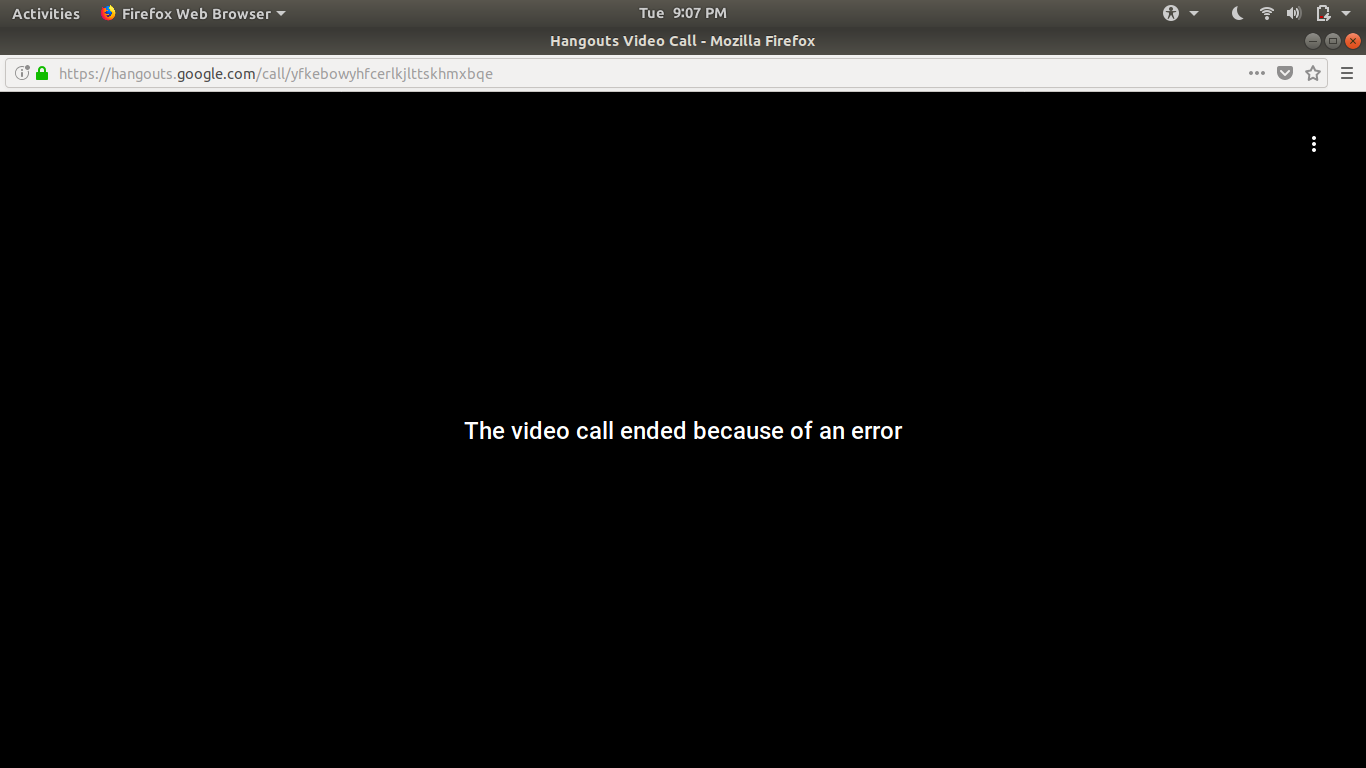 Activities Firefox Web Browser Tue 9:07 PM
Hangouts Video Call - Mozilla Firefox
https://hangouts.google.com/call/yfkebowyhfcerlkjlttskhmxbqe
The video call ended because of an error